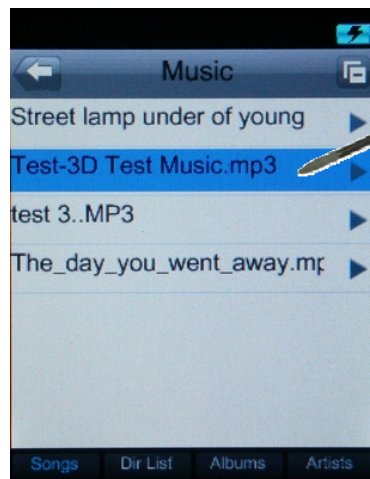 Music
Street lamp under of young
Test-3D Test Music.mp3
test 3..MP3
The_day_you_went_away.mp
Songs Dir List Albums Artists